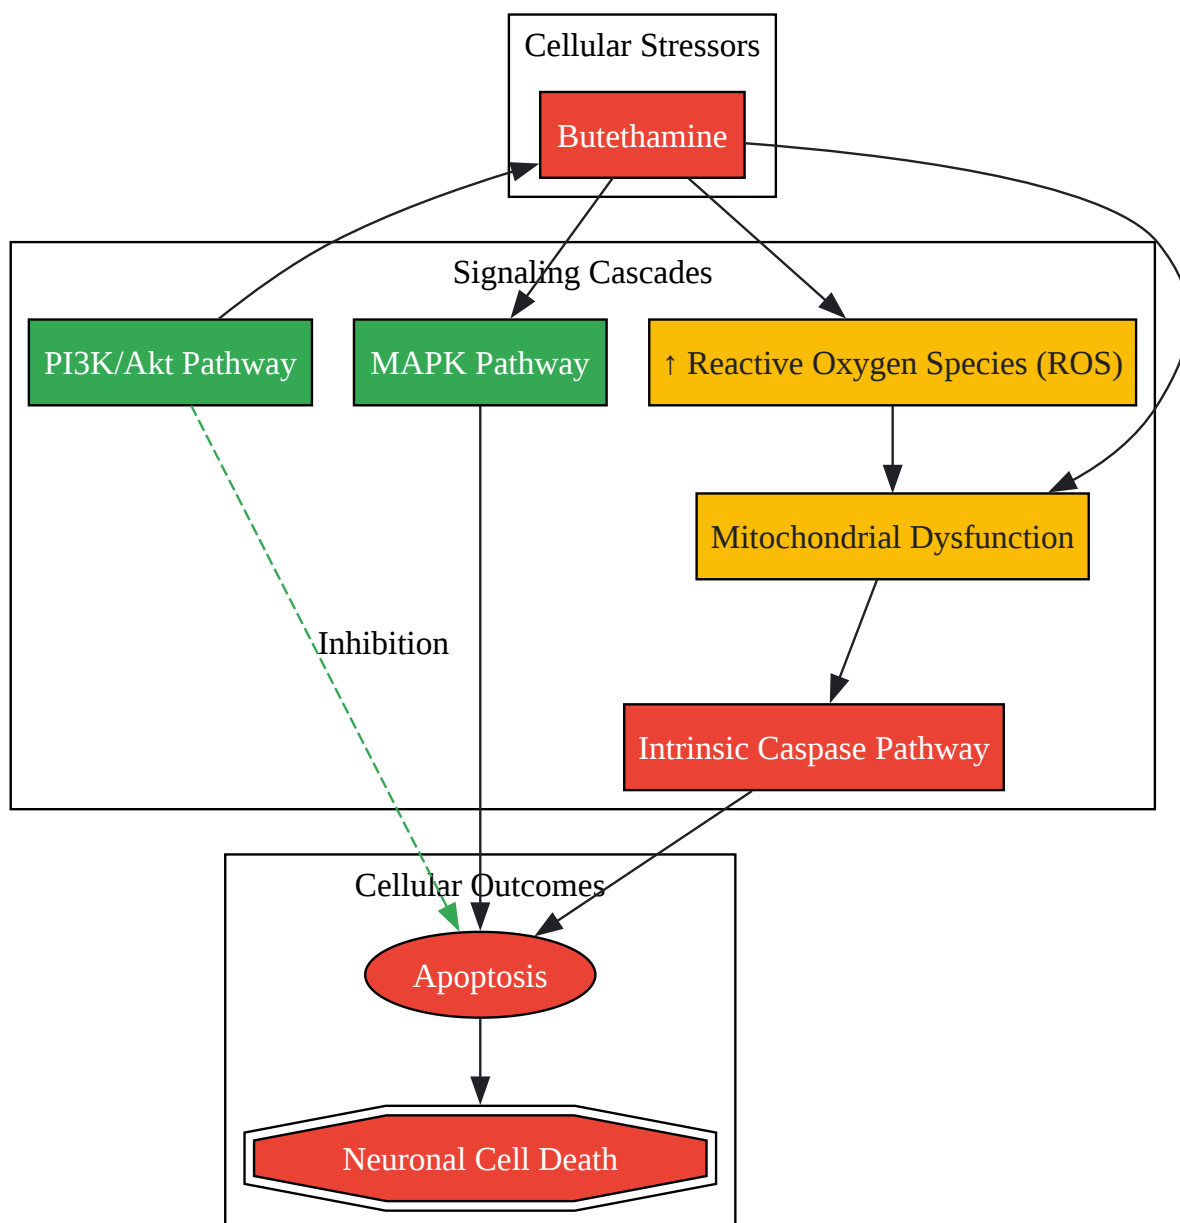 Cellular Stressors
Butethamine
Signaling Cascades
PI3K/Akt Pathway
MAPK Pathway
↑ Reactive Oxygen Species (ROS)
Mitochondrial Dysfunction
Inhibition
Intrinsic Caspase Pathway
Cellular Outcomes
Apoptosis
Neuronal Cell Death